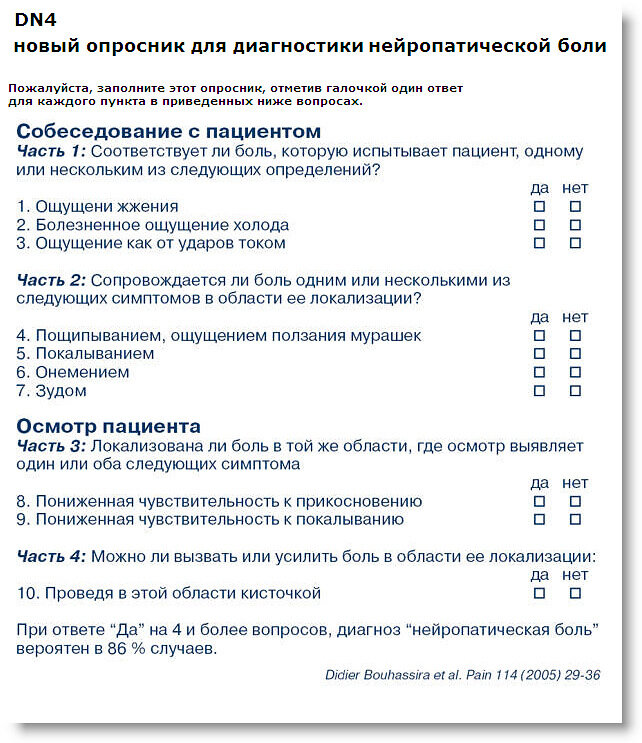 DN4
новый опросник для диагностики нейропатической боли
Пожалуйста, заполните этот опросник, отметив галочкой один ответ
для каждого пункта в приведенных ниже вопросах.
Собеседование с пациентом
Часть 1: Соответствует ли боль, которую испытывает пациент, одному
или нескольким из следующих определений?
да нет
1. Ощущени жжения
2. Болезненное ощущение холода
3. Ощущение как от ударов током
Часть 2: Сопровождается ли боль одним или несколькими из
следующих симптомов в области ее локализации?
да нет
4. Пощипыванием, ощущением ползания мурашек
5. Покалыванием
6. Онемением
7. Зудом
Осмотр пациента
Часть 3: Локализована ли боль в той же области, где осмотр выявляет
один или оба следующих симптома
да нет
8. Пониженная чувствительность к прикосновению
9. Пониженная чувствительность к покалыванию
Часть 4: Можно ли вызвать или усилить боль в области ее локализации:
да нет
10. Проведя в этой области кисточкой
При ответе “Да” на 4 и более вопросов, диагноз “нейропатическая боль”
вероятен в 86 % случаев.
Didier Bouhassira et al. Pain 114 (2005) 29-36